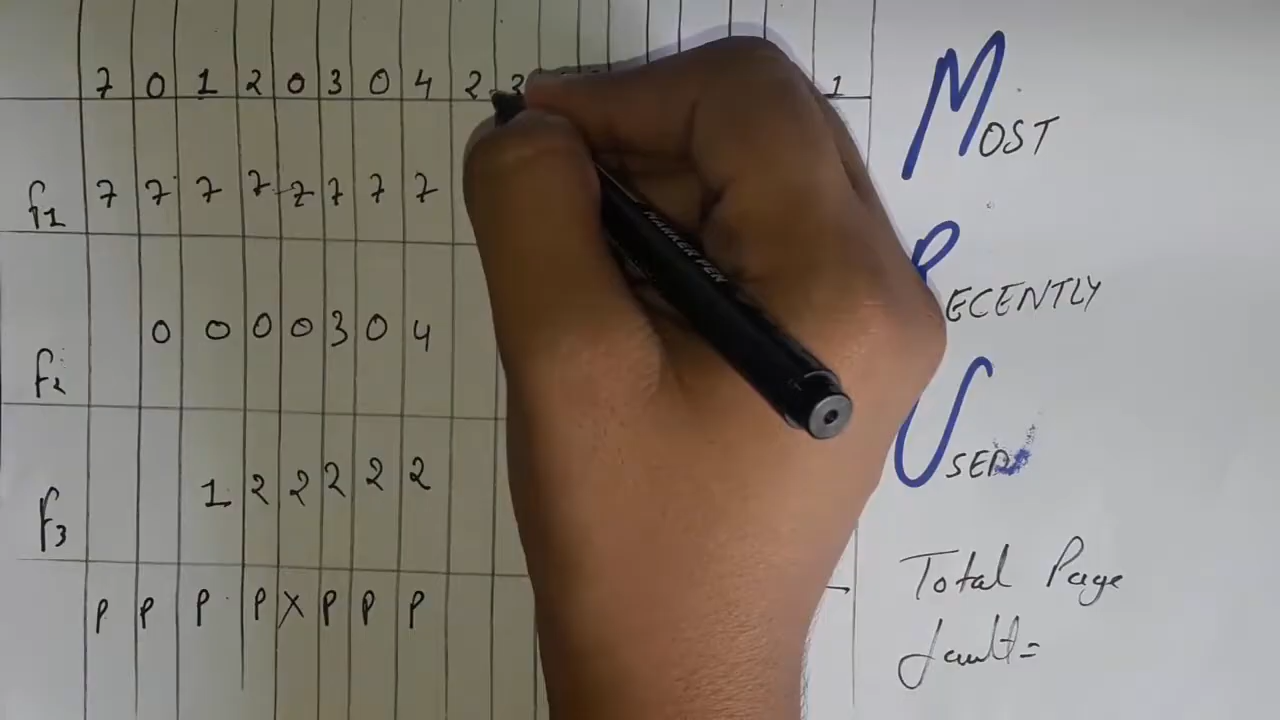 7 0 1 2 0 3 0 4 2 3 1
f1 7 7 7 7 7 7 7 7
f2 0 0 0 0 3 0 4
f3 1 2 2 2 2 2
P P P P X P P P
MOST
RECENTLY
USED
Total Page
fault=
MARKER PEN